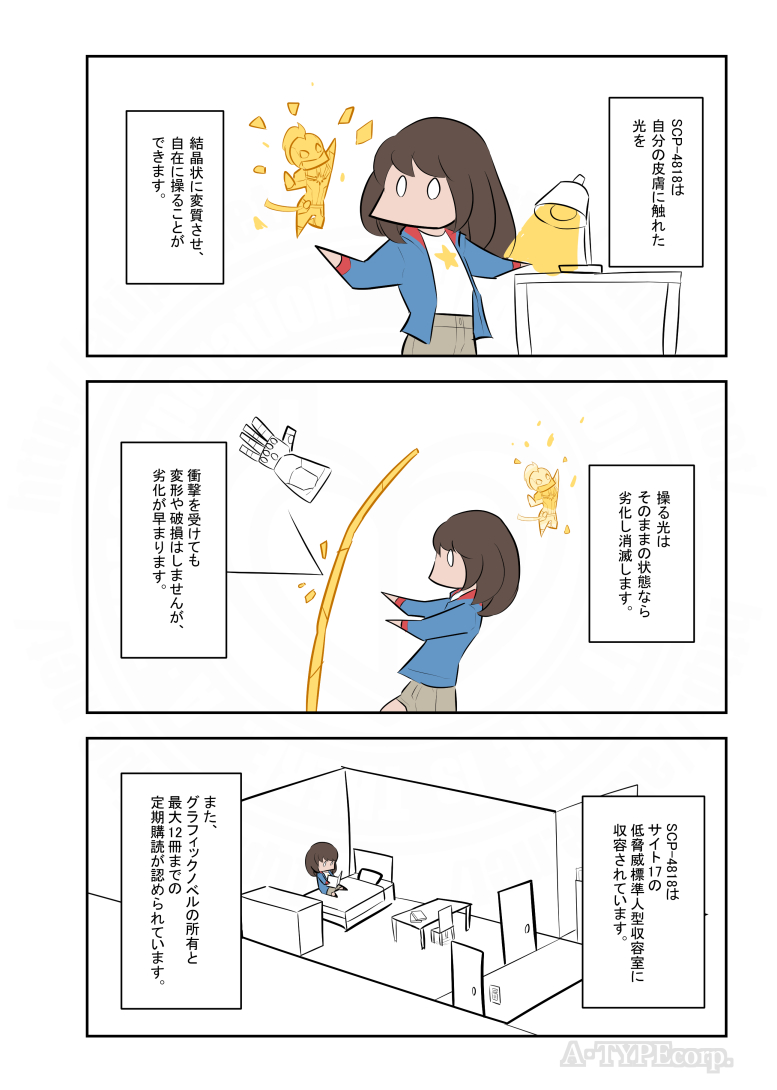 SCP-4818は
自分の皮膚に触れた
光を
結晶状に変質させ、
自在に操ることが
できます。
操る光は
そのままの状態なら
劣化し消滅します。
衝撃を受けても
変形や破損はしませんが、
劣化が早まります。
SCP-4818は
サイト17の
低脅威標準人型収容室に
収容されています。
また、
グラフィックノベルの所有と
最大12冊までの
定期購読が認められています。
A-TYPEcorp.